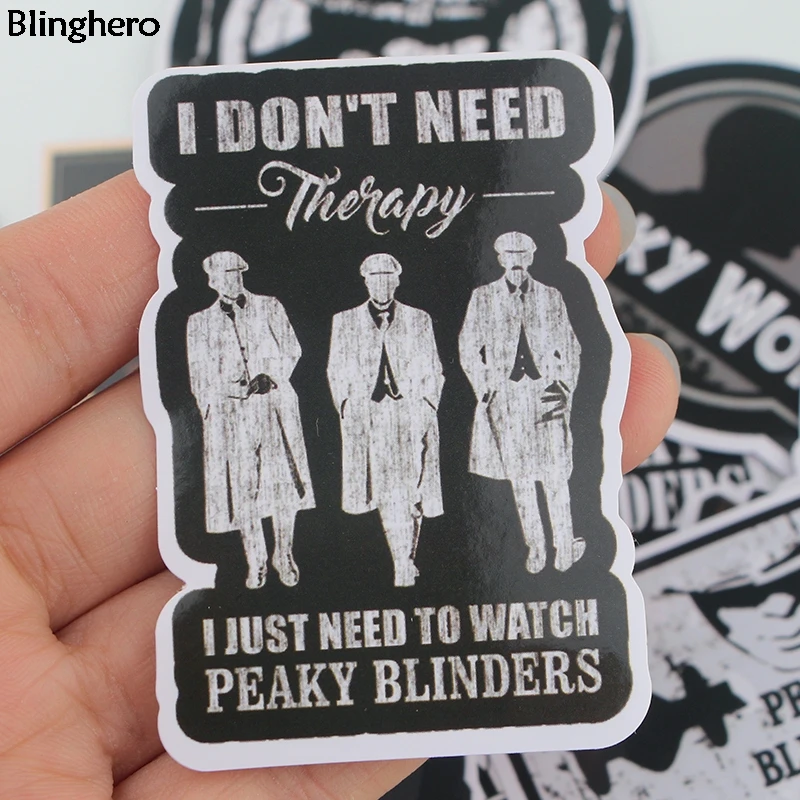 Blinghero
I DON'T NEED
Therapy
I JUST NEED TO WATCH
PEAKY BLINDERS